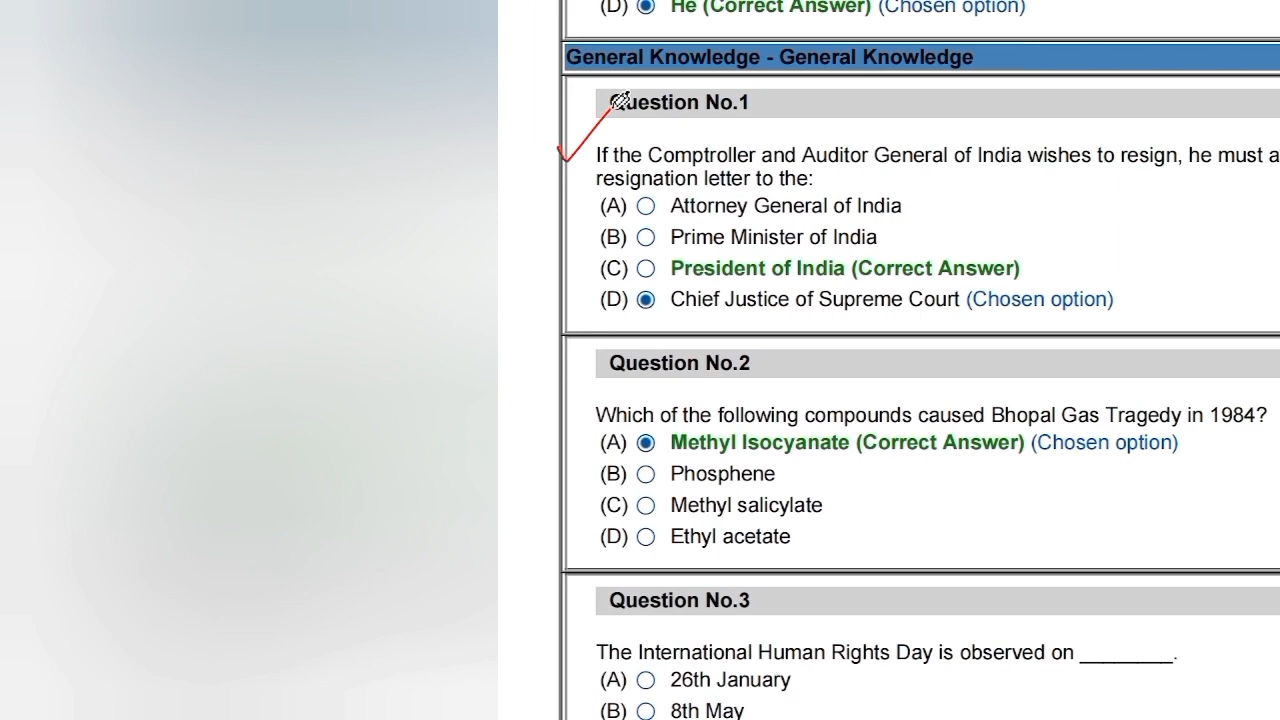 (D) He (Correct Answer) (Chosen option)
General Knowledge - General Knowledge
Question No.1
If the Comptroller and Auditor General of India wishes to resign, he must a
resignation letter to the:
(A) Attorney General of India
(B) Prime Minister of India
(C) President of India (Correct Answer)
(D) Chief Justice of Supreme Court (Chosen option)
Question No.2
Which of the following compounds caused Bhopal Gas Tragedy in 1984?
(A) Methyl Isocyanate (Correct Answer) (Chosen option)
(B) Phosphene
(C) Methyl salicylate
(D) Ethyl acetate
Question No.3
The International Human Rights Day is observed on ________.
(A) 26th January
(B) 8th May